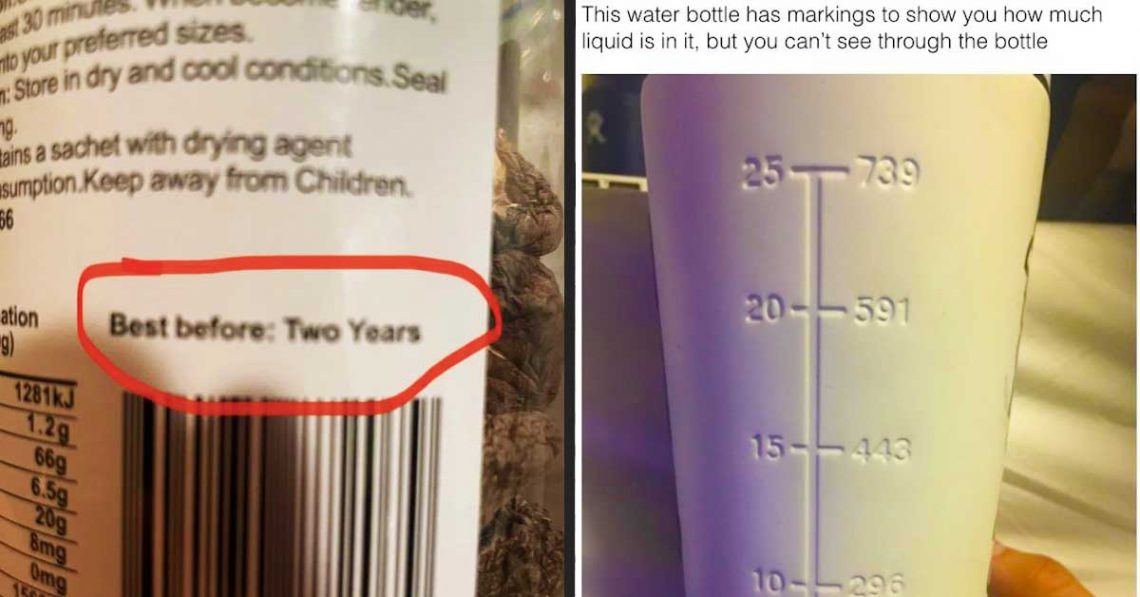 30 minutes.
your preferred sizes.
Store in dry and cool conditions. Seal
a sachet with drying agent
Keep away from Children.
66
Best before: Two Years
1281kJ
1.2g
66g
6.5g
20g
8mg
0mg
This water bottle has markings to show you how much
liquid is in it, but you can’t see through the bottle
25 739
20 591
15 443
10 296